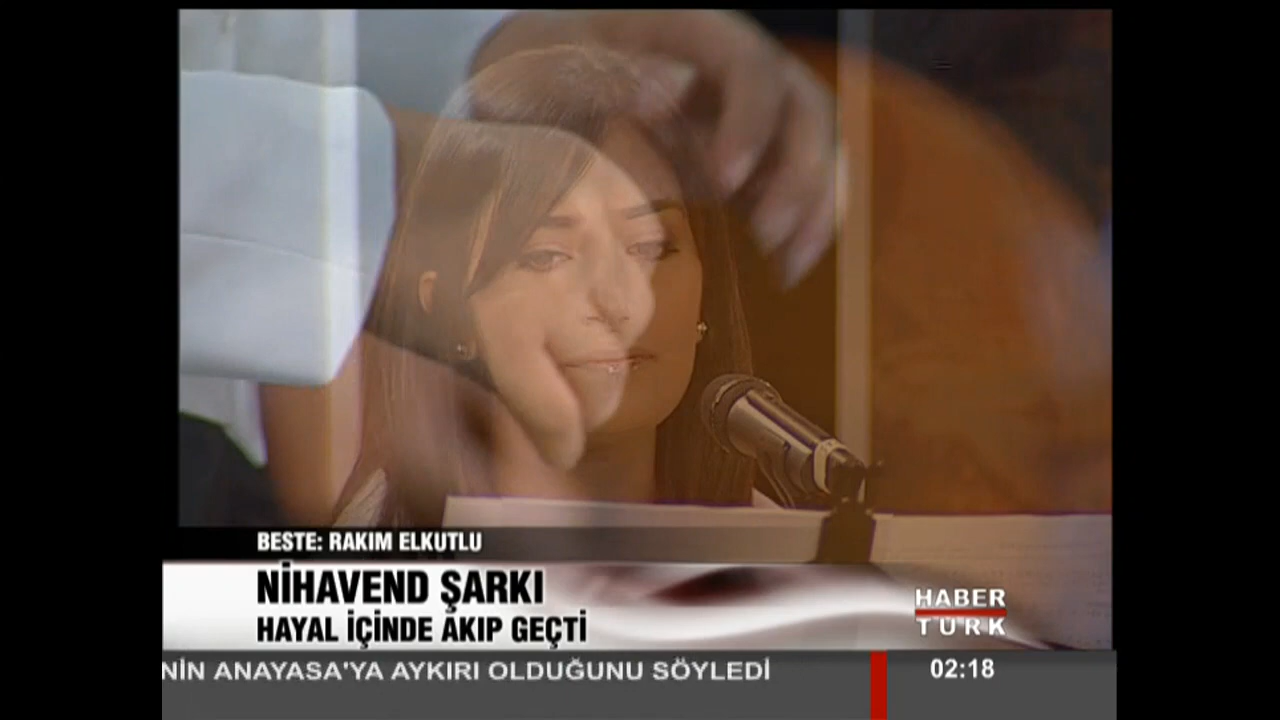 BESTE: RAKIM ELKUTLU
NİHAVEND ŞARKI
HAYAL İÇİNDE AKIP GEÇTİ
HABER
TÜRK
NİN ANAYASA'YA AYKIRI OLDUĞUNU SÖYLEDİ
02:18